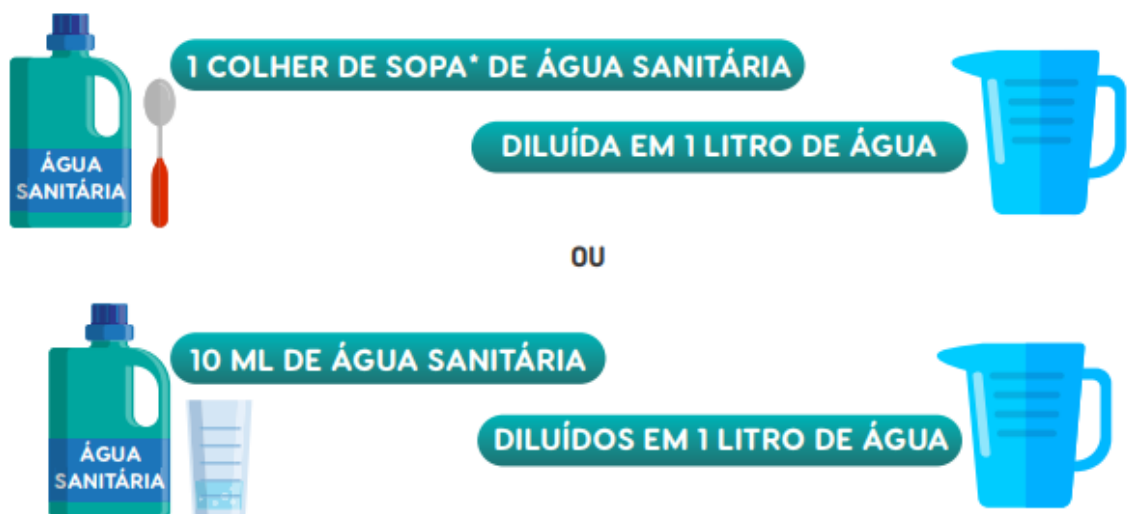 1 COLHER DE SOPA* DE ÁGUA SANITÁRIA
DILUÍDA EM 1 LITRO DE ÁGUA
ÁGUA
SANITÁRIA
OU
10 ML DE ÁGUA SANITÁRIA
DILUÍDOS EM 1 LITRO DE ÁGUA
ÁGUA
SANITÁRIA